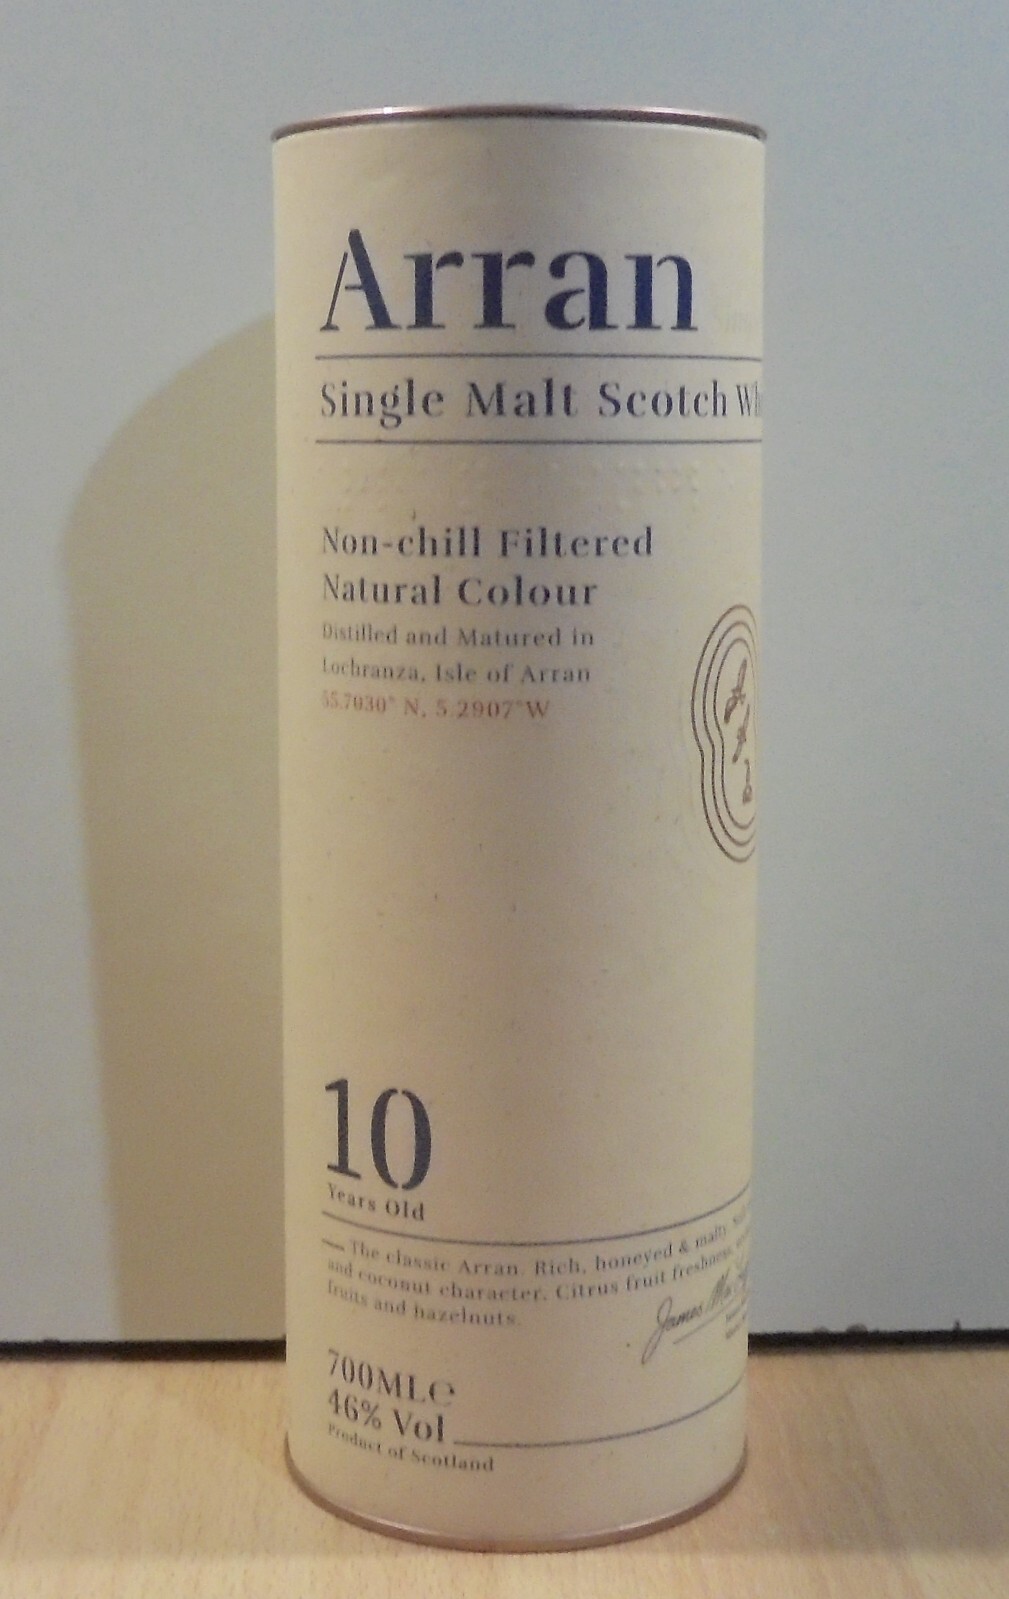 Arran
Single Malt Scotch Wh
Non-chill Filtered
Natural Colour
Distilled and Matured in
Lochranza, Isle of Arran
55.7030° N, 5.2907°W
10
Years Old
— The classic Arran. Rich, honeyed & malty.
and coconut character. Citrus fruit freshness,
fruits and hazelnuts.
James Mac
700ML℮
46% Vol
Product of Scotland